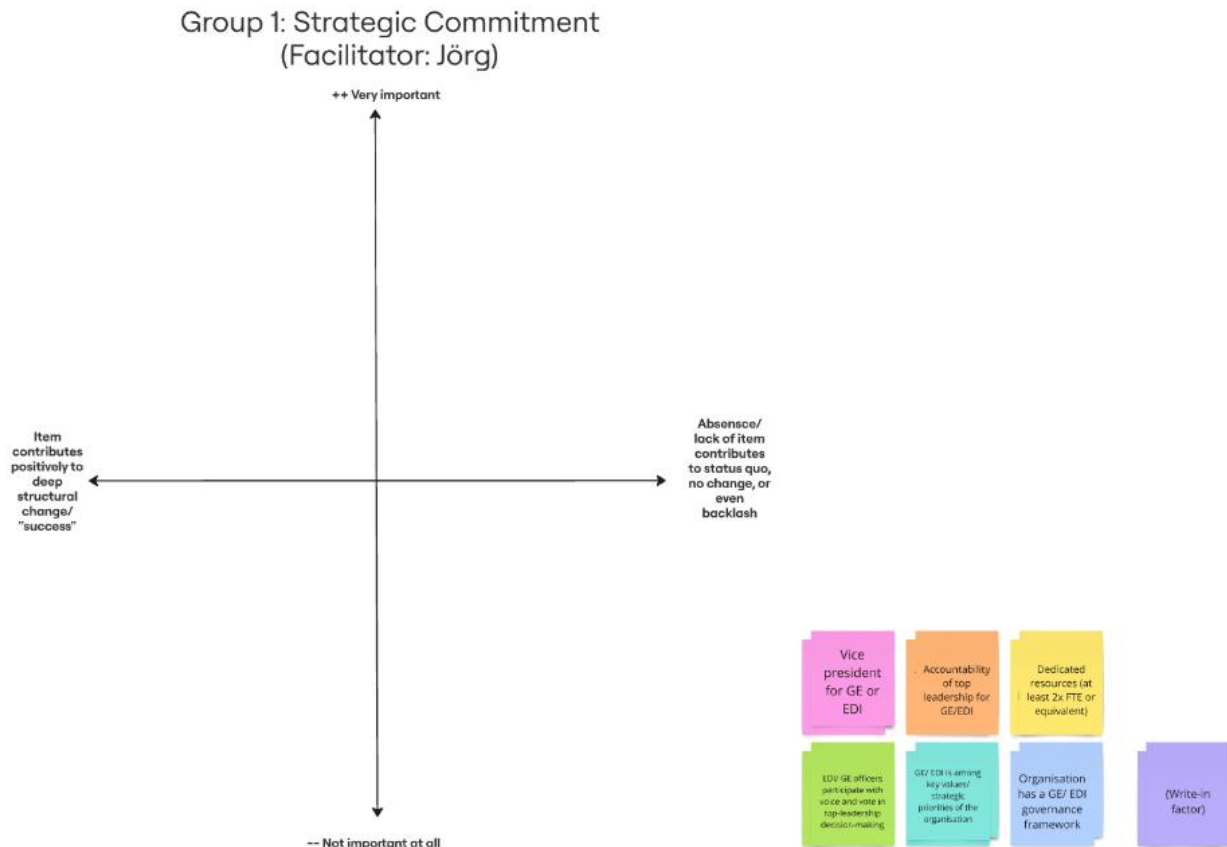 Group 1: Strategic Commitment
(Facilitator: Jörg)
++ Very important
Item
contributes
positively to
deep
structural
change/
"success"
Absensce/
lack of item
contributes
to status quo,
no change, or
even
backlash
-- Not important at all
Vice
president
for GE or
EDI
Accountability
of top
leadership for
GE/EDI
Dedicated
resources (at
least 2x FTE or
equivalent)
EDI/ GE officers
participate with
voice and vote in
top-leadership
decision-making
GE/ EDI is among
key values/
strategic
priorities of the
organisation
Organisation
has a GE/ EDI
governance
framework
(Write-in
factor)